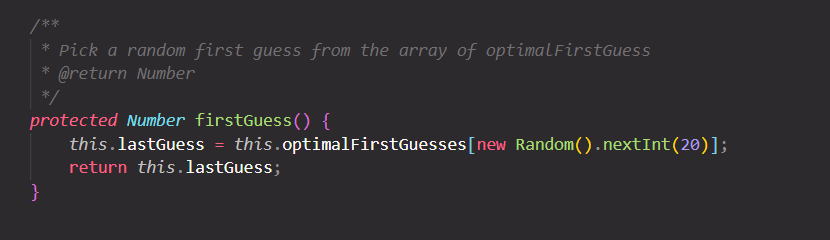 /**
 * Pick a random first guess from the array of optimalFirstGuess
 * @return Number
 */
protected Number firstGuess() {
    this.lastGuess = this.optimalFirstGuesses[new Random().nextInt(20)];
    return this.lastGuess;
}